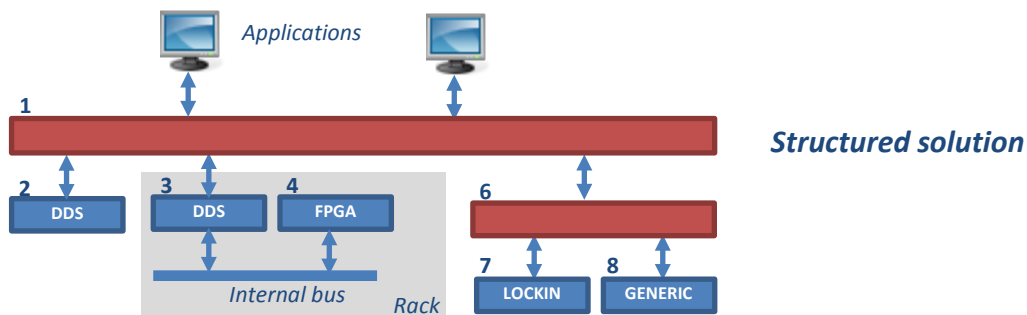 Applications
1
Structured solution
2
3
4
6
DDS
DDS
FPGA
7
8
Internal bus
LOCKIN
GENERIC
Rack